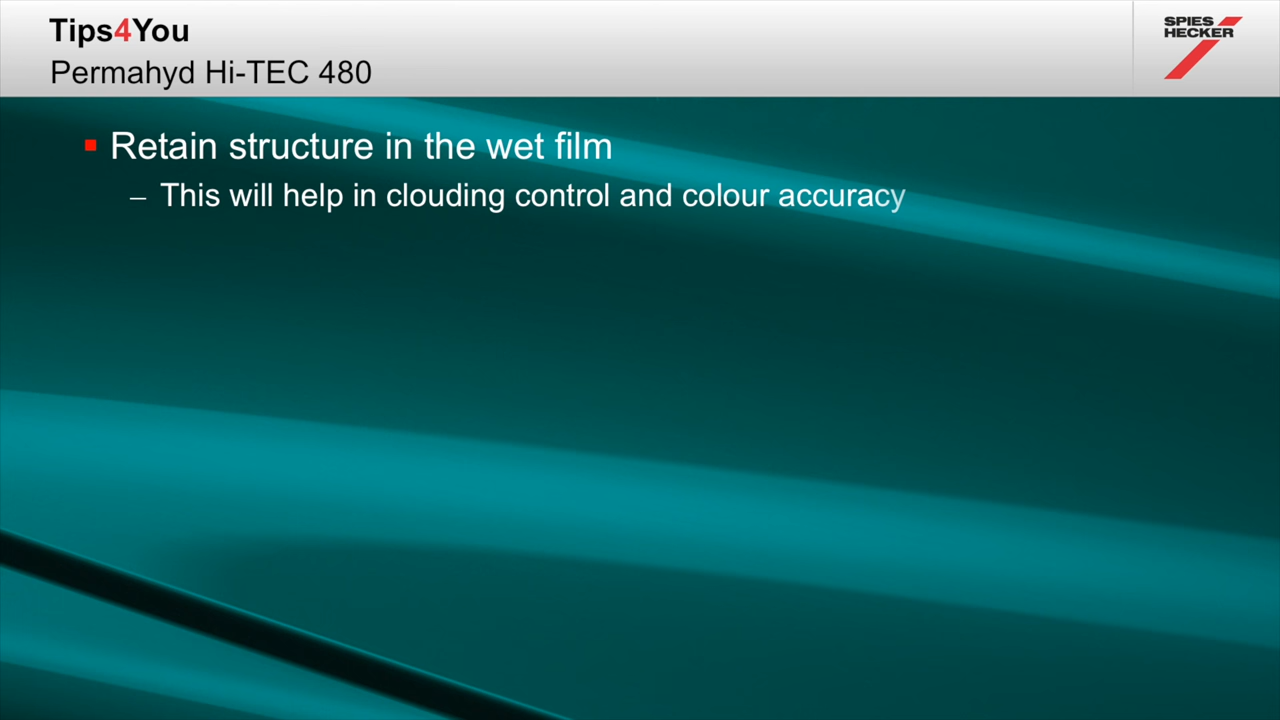 Tips4You
Permahyd Hi-TEC 480
SPIES
HECKER
Retain structure in the wet film
– This will help in clouding control and colour accuracy